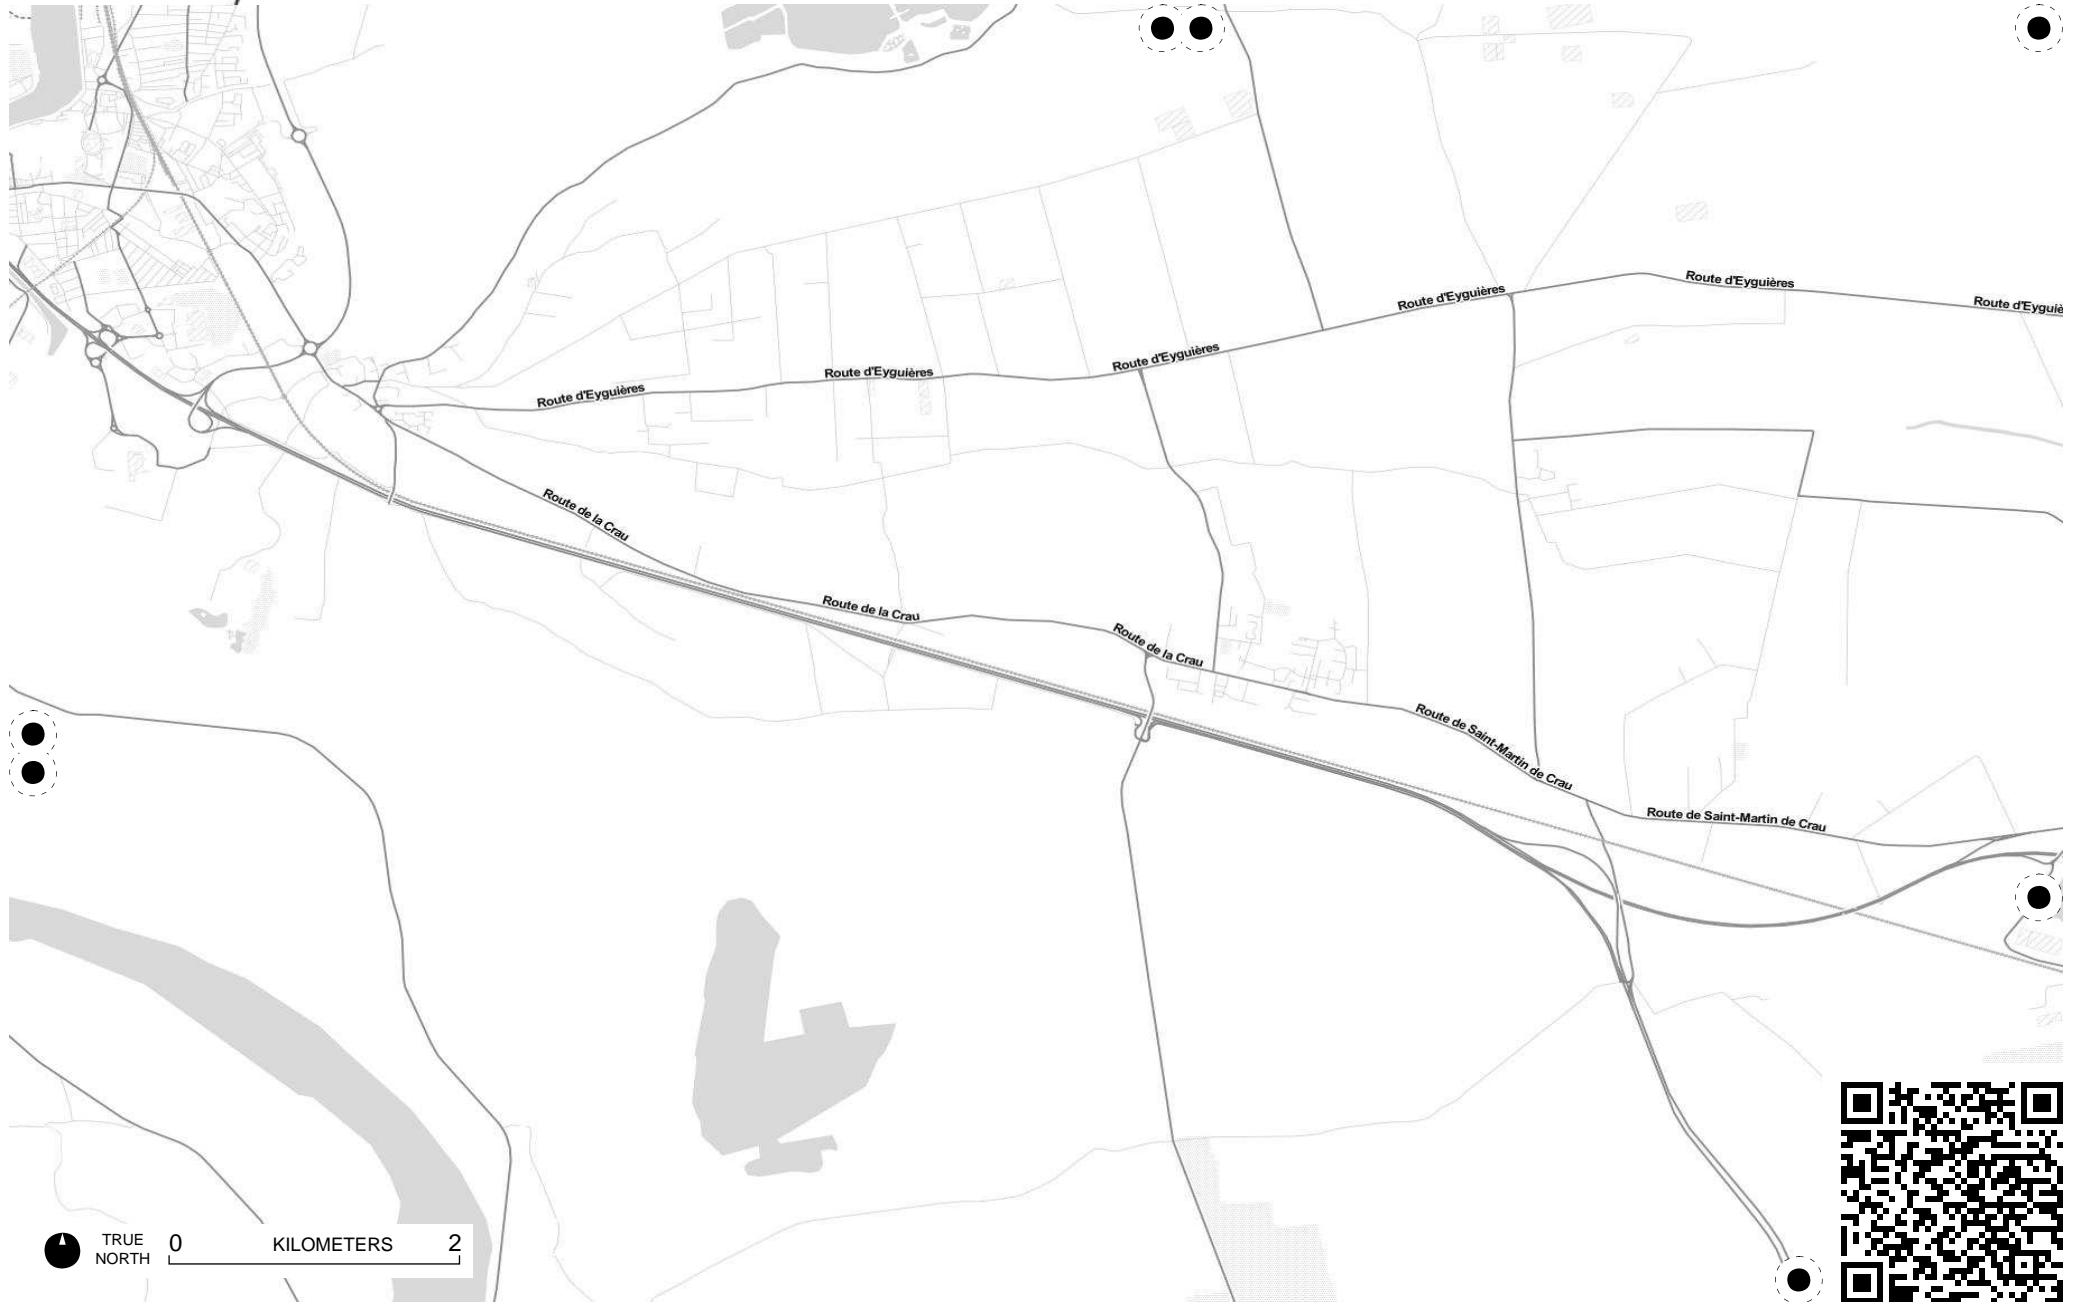 Route d'Eyguières
Route d'Eyguiè
Route d'Eyguières
Route d'Eyguières
Route d'Eyguières
Route d'Eyguières
Route de la Crau
Route de la Crau
Route de la Crau
Route de Saint-Martin de Crau
Route de Saint-Martin de Crau
TRUE
NORTH
0 KILOMETERS 2